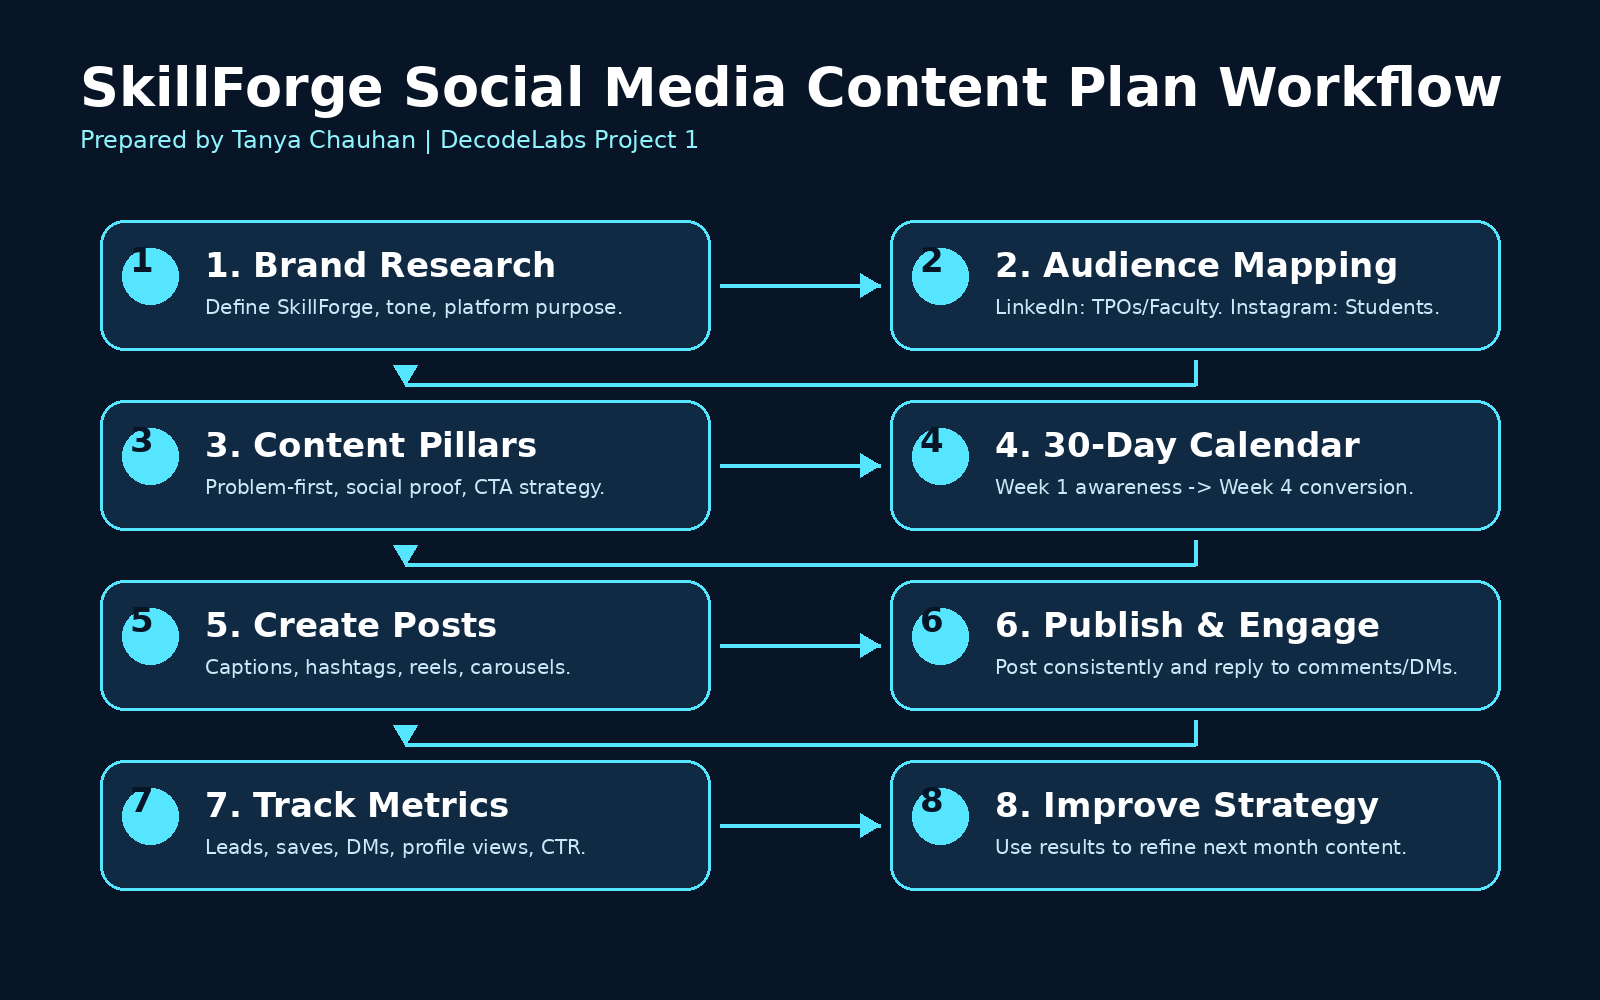 SkillForge Social Media Content Plan Workflow
Prepared by Tanya Chauhan | DecodeLabs Project 1
1
1. Brand Research
Define SkillForge, tone, platform purpose.
2
2. Audience Mapping
LinkedIn: TPOs/Faculty. Instagram: Students.
3
3. Content Pillars
Problem-first, social proof, CTA strategy.
4
4. 30-Day Calendar
Week 1 awareness -> Week 4 conversion.
5
5. Create Posts
Captions, hashtags, reels, carousels.
6
6. Publish & Engage
Post consistently and reply to comments/DMs.
7
7. Track Metrics
Leads, saves, DMs, profile views, CTR.
8
8. Improve Strategy
Use results to refine next month content.